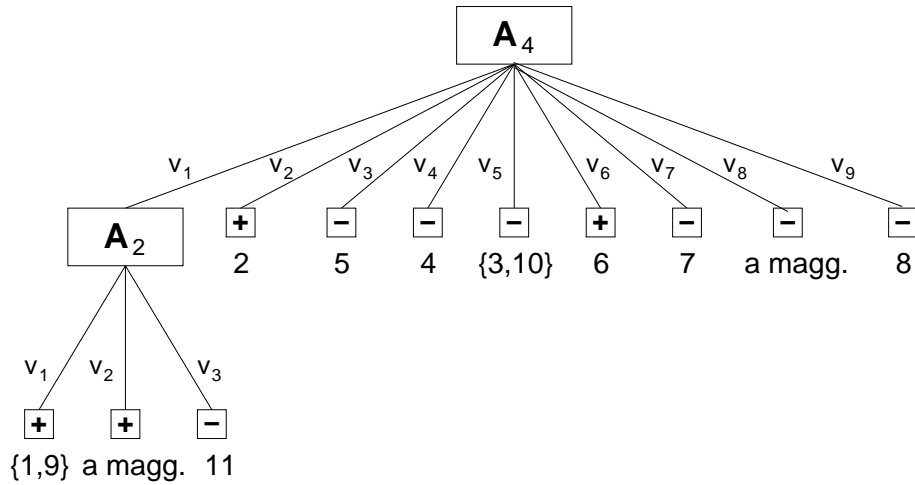 A4
v1 v2 v3 v4 v5 v6 v7 v8 v9
A2 + − − − + − − −
2 5 4 {3,10} 6 7 a magg. 8
v1 v2 v3
+ + −
{1,9} a magg. 11